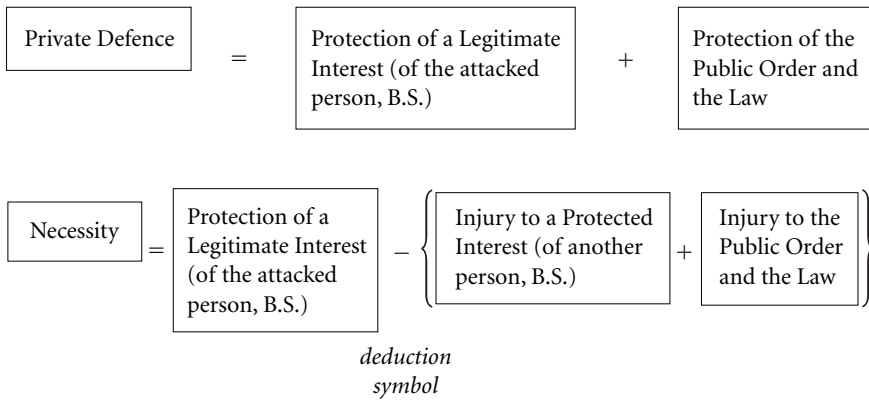 Private Defence
=
Protection of a Legitimate
Interest (of the attacked
person, B.S.)
+
Protection of the
Public Order and
the Law
Necessity
=
Protection of a
Legitimate Interest
(of the attacked
person, B.S.)
– {
Injury to a Protected
Interest (of another
person, B.S.)
+
Injury to the
Public Order
and the Law
}
deduction
symbol